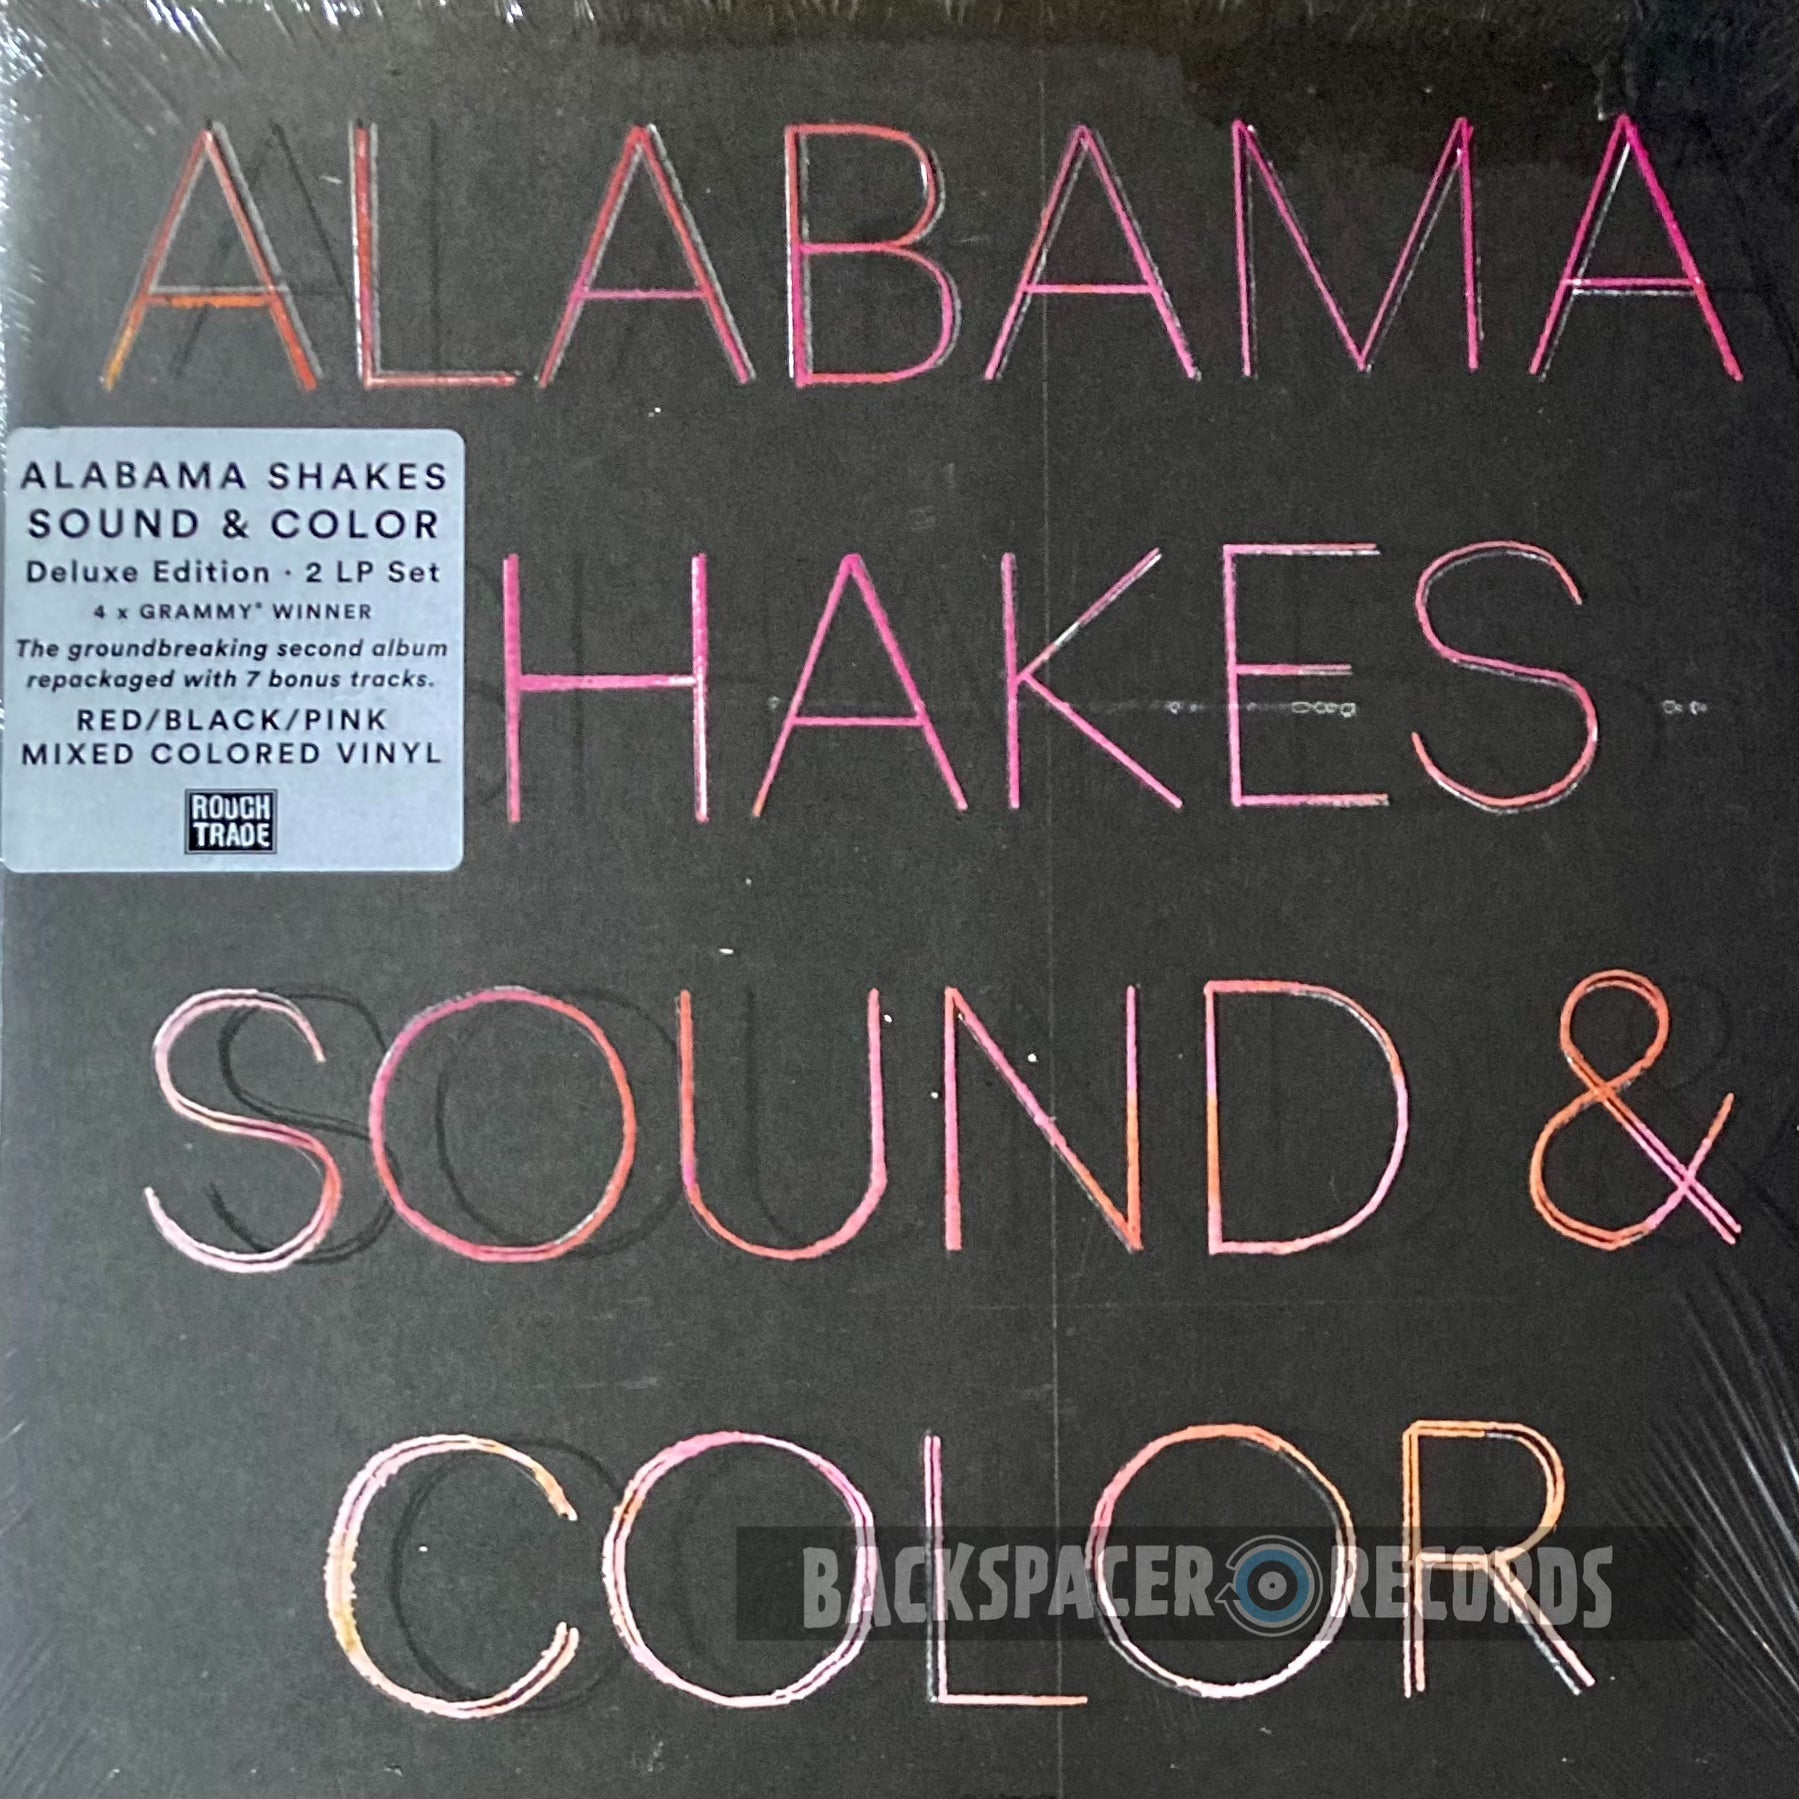 ALABAMA
HAKES
SOUND &
COLOR
ALABAMA SHAKES
SOUND & COLOR
Deluxe Edition · 2 LP Set
4 x GRAMMY® WINNER
The groundbreaking second album
repackaged with 7 bonus tracks.
RED/BLACK/PINK
MIXED COLORED VINYL
ROUGH
TRADE
BACKSPACER RECORDS